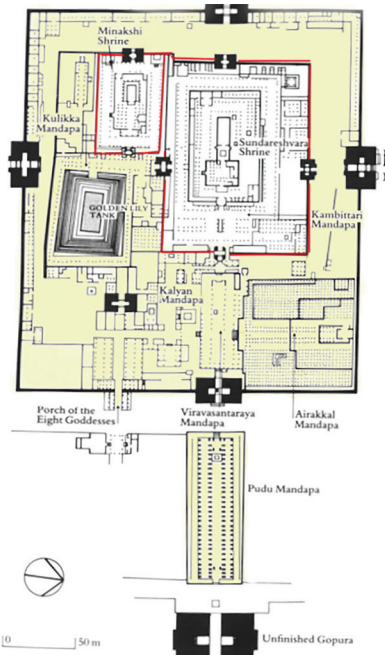 Minakshi
Shrine
Kulikka
Mandapa
Sundareshvara
Shrine
GOLDEN LILY
TANK
Kambittari
Mandapa
Kalyan
Mandapa
Porch of the
Eight Goddesses
Viravasantaraya
Mandapa
Airakkal
Mandapa
Pudu Mandapa
0 50 m
Unfinished Gopura